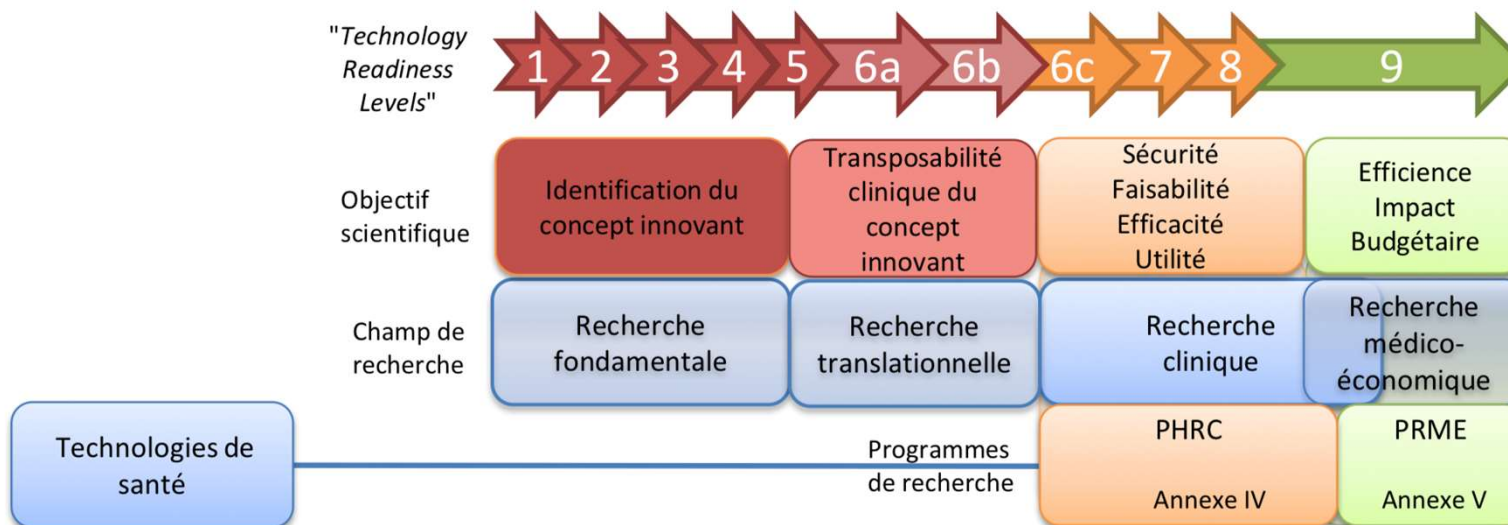 "Technology
Readiness
Levels"
1 2 3 4 5 6a 6b 6c 7 8 9
Objectif
scientifique
Identification du
concept innovant
Transposabilité
clinique du
concept
innovant
Sécurité
Faisabilité
Efficacité
Utilité
Efficience
Impact
Budgétaire
Champ de
recherche
Recherche
fondamentale
Recherche
translationnelle
Recherche
clinique
Recherche
médico-
économique
Technologies de
santé
Programmes
de recherche
PHRC
Annexe IV
PRME
Annexe V